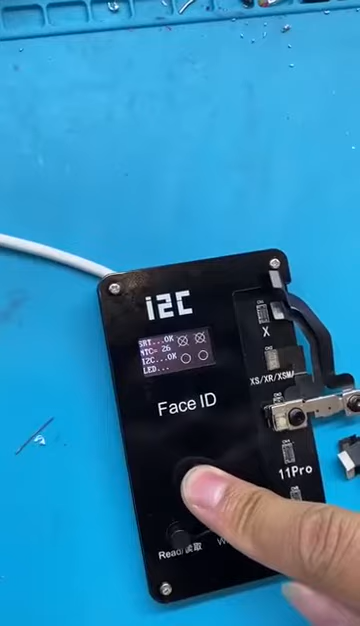 i2C
SRT...OK
NTC= 26
I2C...OK
LED...
X
XS/XR/XSM
Face ID
11Pro
Read/读取